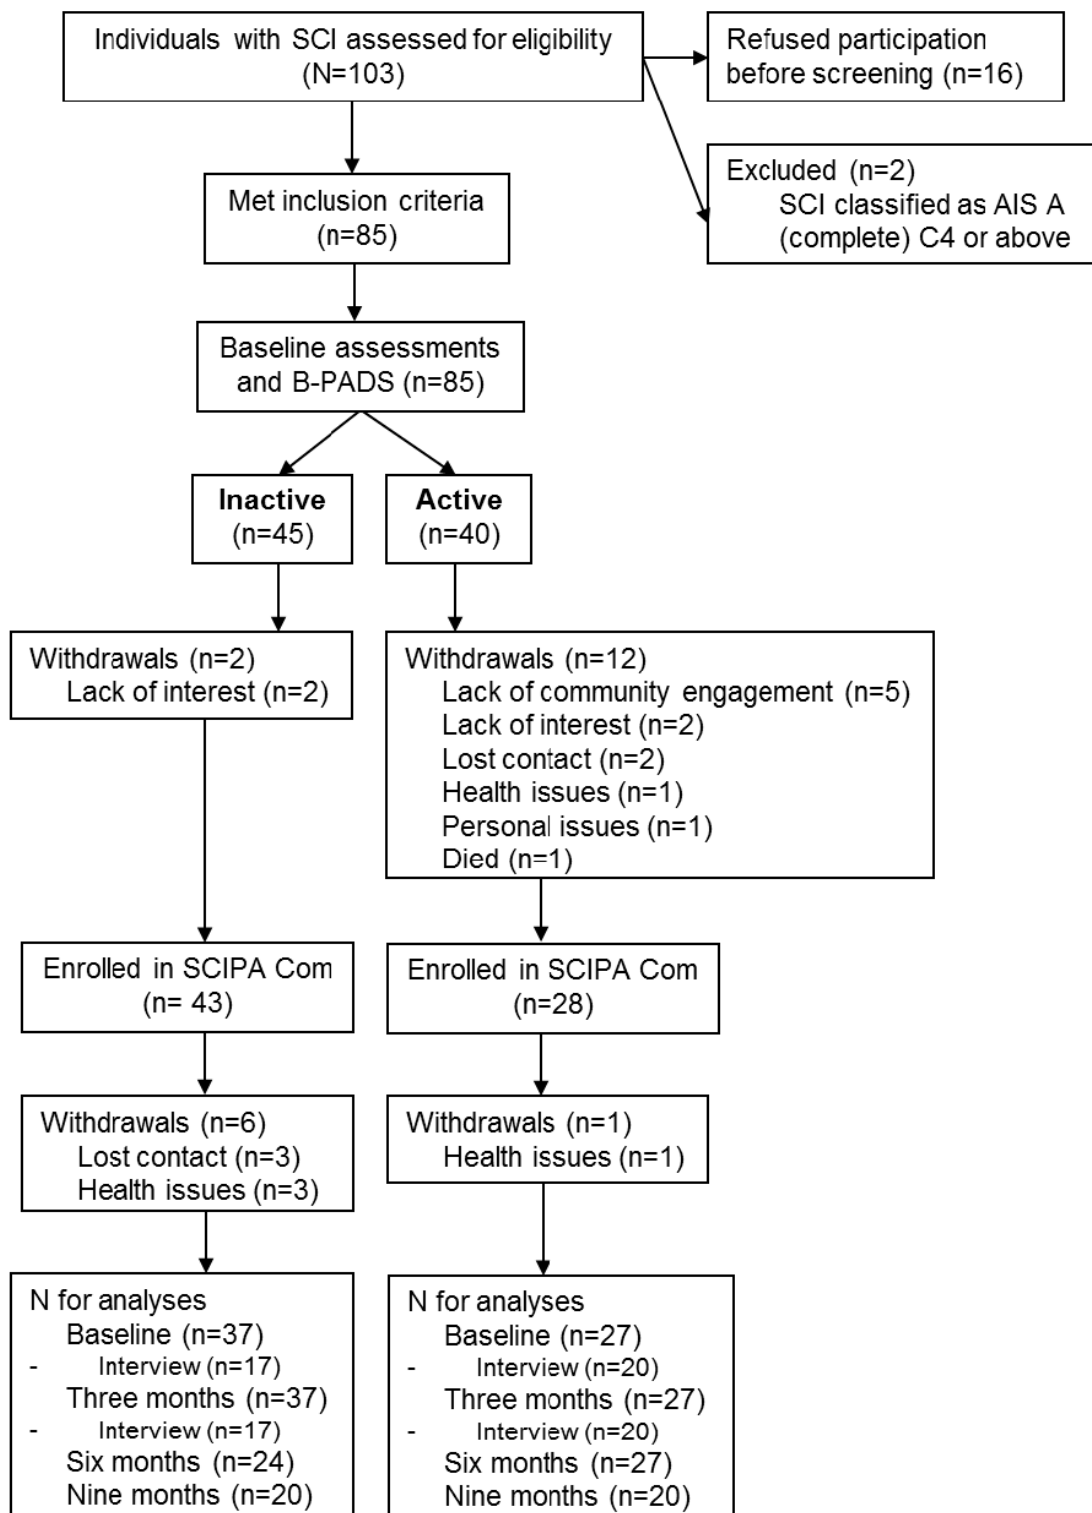 Individuals with SCI assessed for eligibility
(N=103)
Refused participation
before screening (n=16)
Excluded (n=2)
SCI classified as AIS A
(complete) C4 or above
Met inclusion criteria
(n=85)
Baseline assessments
and B-PADS (n=85)
Inactive
(n=45)
Active
(n=40)
Withdrawals (n=2)
Lack of interest (n=2)
Withdrawals (n=12)
Lack of community engagement (n=5)
Lack of interest (n=2)
Lost contact (n=2)
Health issues (n=1)
Personal issues (n=1)
Died (n=1)
Enrolled in SCIPA Com
(n= 43)
Enrolled in SCIPA Com
(n=28)
Withdrawals (n=6)
Lost contact (n=3)
Health issues (n=3)
Withdrawals (n=1)
Health issues (n=1)
N for analyses
Baseline (n=37)
- Interview (n=17)
Three months (n=37)
- Interview (n=17)
Six months (n=24)
Nine months (n=20)
N for analyses
Baseline (n=27)
- Interview (n=20)
Three months (n=27)
- Interview (n=20)
Six months (n=27)
Nine months (n=20)